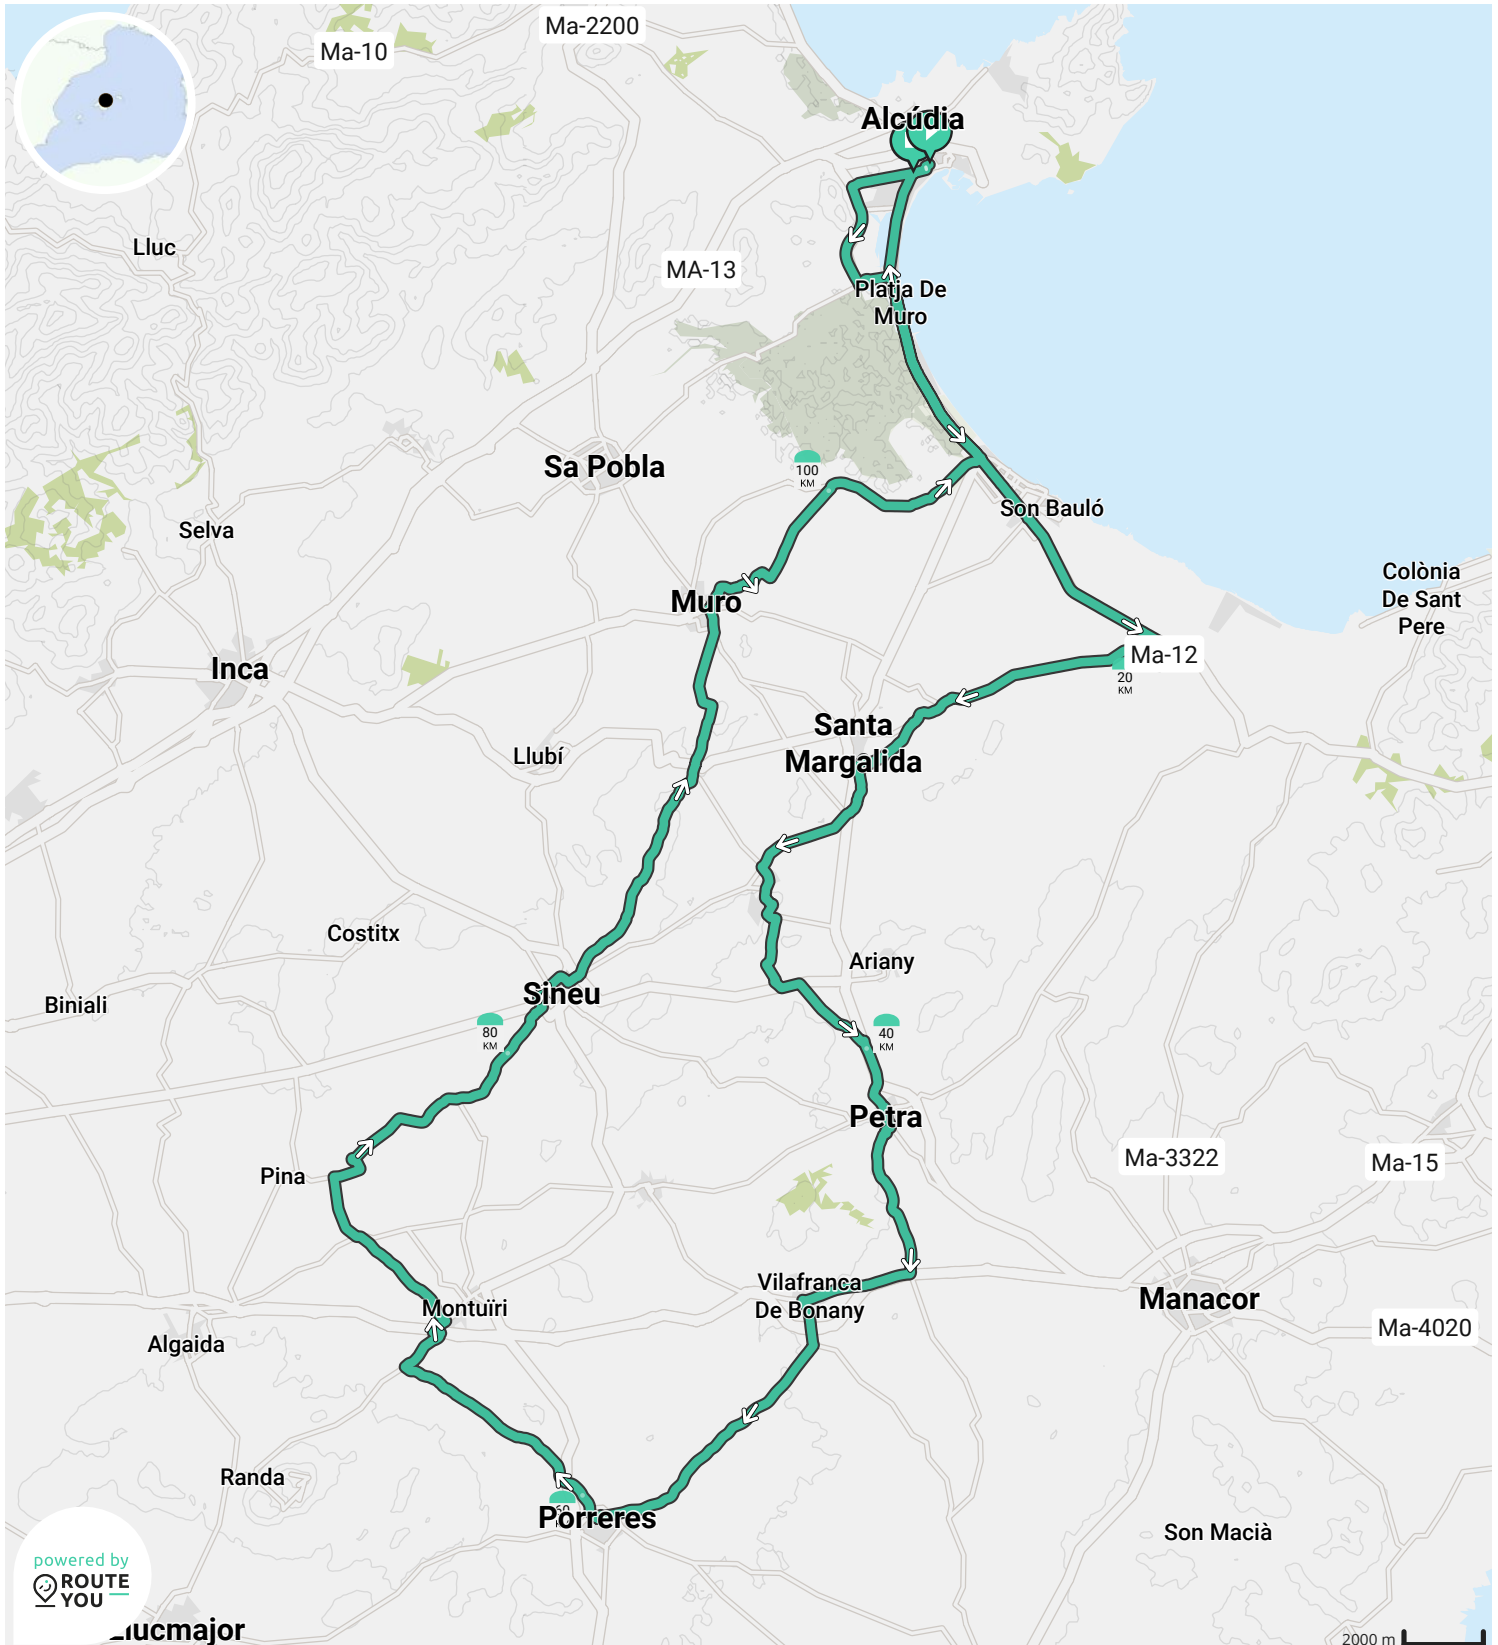 Ma-2200
Ma-10
Alcúdia
Lluc
MA-13
Platja De
Muro
Sa Pobla
100
KM
Son Bauló
Selva
Colònia
De Sant
Pere
Muro
Inca
Ma-12
20
KM
Santa
Margalida
Llubí
Costitx
Ariany
Sineu
Biniali
80
KM
40
KM
Petra
Ma-3322
Ma-15
Pina
Vilafranca
De Bonany
Manacor
Montuïri
Algaida
Ma-4020
Randa
Porreres
Son Macià
powered by
ROUTE
YOU
Llucmajor
2000 m